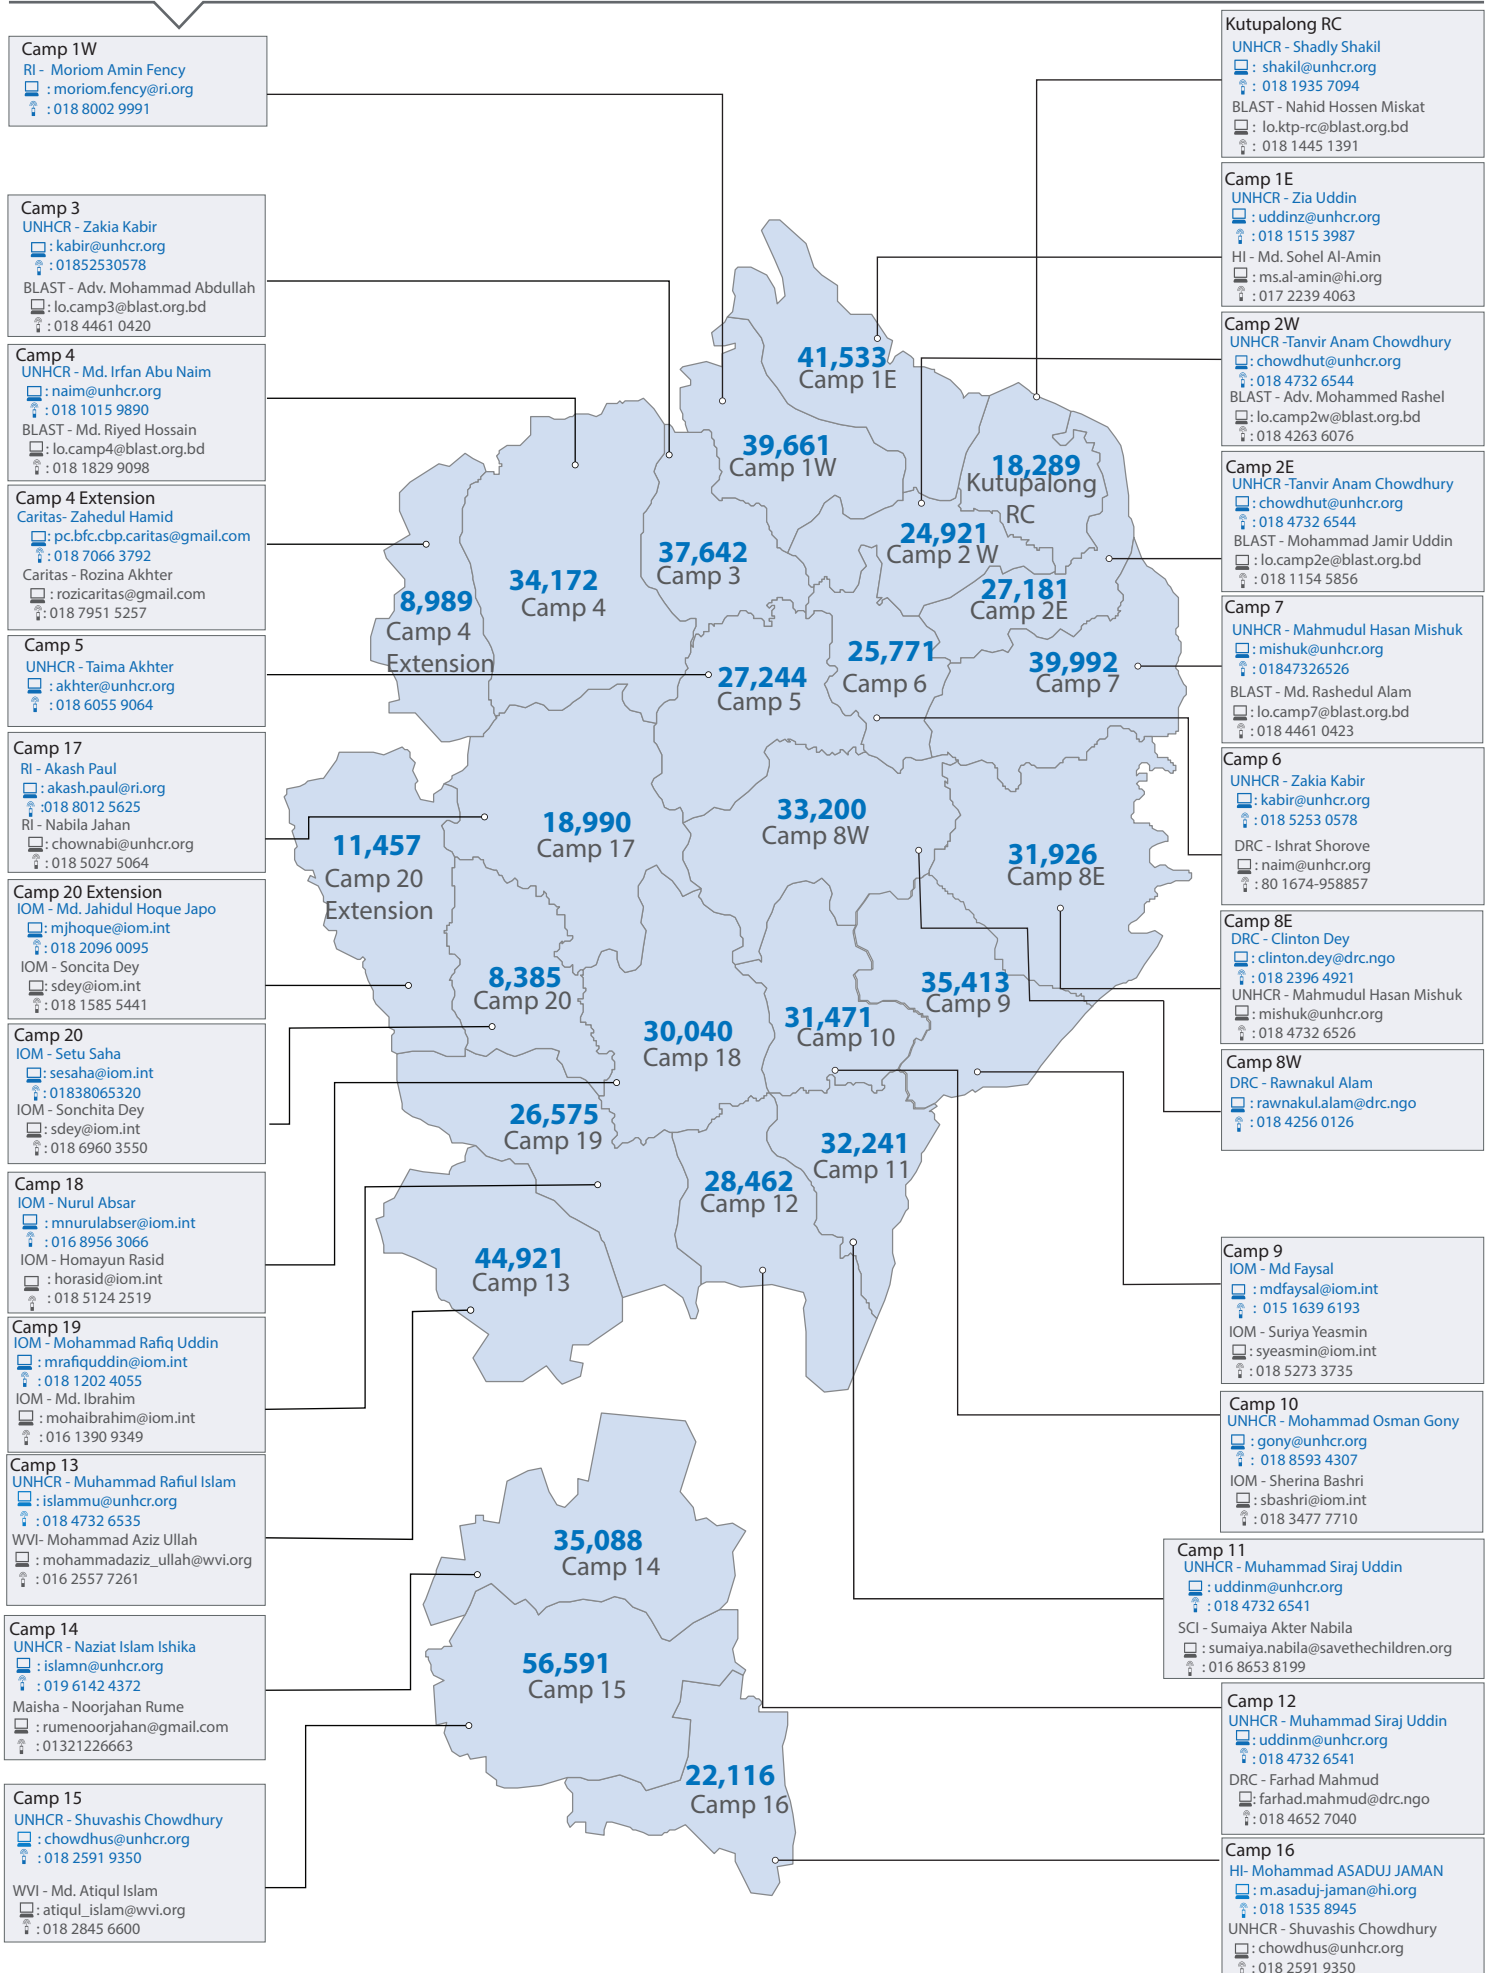 Camp 1W
RI - Moriom Amin Fency
: moriom.fency@ri.org
: 018 8002 9991
Camp 3
UNHCR - Zakia Kabir
: kabir@unhcr.org
: 01852530578
BLAST - Adv. Mohammad Abdullah
: lo.camp3@blast.org.bd
: 018 4461 0420
Camp 4
UNHCR - Md. Irfan Abu Naim
: naim@unhcr.org
: 018 1015 9890
BLAST - Md. Riyed Hossain
: lo.camp4@blast.org.bd
: 018 1829 9098
Camp 4 Extension
Caritas- Zahedul Hamid
: pc.bfc.cbp.caritas@gmail.com
: 018 7066 3792
Caritas - Rozina Akhter
: rozicaritas@gmail.com
: 018 7951 5257
Camp 5
UNHCR - Taima Akhter
: akhter@unhcr.org
: 018 6055 9064
Camp 17
RI - Akash Paul
: akash.paul@ri.org
:018 8012 5625
RI - Nabila Jahan
: chownabi@unhcr.org
: 018 5027 5064
Camp 20 Extension
IOM - Md. Jahidul Hoque Japo
: mjhoque@iom.int
: 018 2096 0095
IOM - Soncita Dey
: sdey@iom.int
: 018 1585 5441
Camp 20
IOM - Setu Saha
: sesaha@iom.int
: 01838065320
IOM - Sonchita Dey
: sdey@iom.int
: 018 6960 3550
Camp 18
IOM - Nurul Absar
: mnurulabser@iom.int
: 016 8956 3066
IOM - Homayun Rasid
: horasid@iom.int
: 018 5124 2519
Camp 19
IOM - Mohammad Rafiq Uddin
: mrafiquddin@iom.int
: 018 1202 4055
IOM - Md. Ibrahim
: mohaibrahim@iom.int
: 016 1390 9349
Camp 13
UNHCR - Muhammad Rafiul Islam
: islammu@unhcr.org
: 018 4732 6535
WVI- Mohammad Aziz Ullah
: mohammadaziz_ullah@wvi.org
: 016 2557 7261
Camp 14
UNHCR - Naziat Islam Ishika
: islamn@unhcr.org
: 019 6142 4372
Maisha - Noorjahan Rume
: rumenoorjahan@gmail.com
: 01321226663
Camp 15
UNHCR - Shuvashis Chowdhury
: chowdhus@unhcr.org
: 018 2591 9350
WVI - Md. Atiqul Islam
: atiqul_islam@wvi.org
: 018 2845 6600
41,533
Camp 1E
39,661
Camp 1W
18,289
Kutupalong
RC
24,921
Camp 2 W
37,642
Camp 3
34,172
Camp 4
27,181
Camp 2E
8,989
Camp 4
Extension
25,771
Camp 6
39,992
Camp 7
27,244
Camp 5
33,200
Camp 8W
18,990
Camp 17
11,457
Camp 20
Extension
31,926
Camp 8E
8,385
Camp 20
35,413
Camp 9
31,471
Camp 10
30,040
Camp 18
26,575
Camp 19
32,241
Camp 11
28,462
Camp 12
44,921
Camp 13
35,088
Camp 14
56,591
Camp 15
22,116
Camp 16
Kutupalong RC
UNHCR - Shadly Shakil
: shakil@unhcr.org
: 018 1935 7094
BLAST - Nahid Hossen Miskat
: lo.ktp-rc@blast.org.bd
: 018 1445 1391
Camp 1E
UNHCR - Zia Uddin
: uddinz@unhcr.org
: 018 1515 3987
HI - Md. Sohel Al-Amin
: ms.al-amin@hi.org
: 017 2239 4063
Camp 2W
UNHCR -Tanvir Anam Chowdhury
: chowdhut@unhcr.org
: 018 4732 6544
BLAST - Adv. Mohammed Rashel
: lo.camp2w@blast.org.bd
: 018 4263 6076
Camp 2E
UNHCR -Tanvir Anam Chowdhury
: chowdhut@unhcr.org
: 018 4732 6544
BLAST - Mohammad Jamir Uddin
: lo.camp2e@blast.org.bd
: 018 1154 5856
Camp 7
UNHCR - Mahmudul Hasan Mishuk
: mishuk@unhcr.org
: 01847326526
BLAST - Md. Rashedul Alam
: lo.camp7@blast.org.bd
: 018 4461 0423
Camp 6
UNHCR - Zakia Kabir
: kabir@unhcr.org
: 018 5253 0578
DRC - Ishrat Shorove
: naim@unhcr.org
: 80 1674-958857
Camp 8E
DRC - Clinton Dey
: clinton.dey@drc.ngo
: 018 2396 4921
UNHCR - Mahmudul Hasan Mishuk
: mishuk@unhcr.org
: 018 4732 6526
Camp 8W
DRC - Rawnakul Alam
: rawnakul.alam@drc.ngo
: 018 4256 0126
Camp 9
IOM - Md Faysal
: mdfaysal@iom.int
: 015 1639 6193
IOM - Suriya Yeasmin
: syeasmin@iom.int
: 018 5273 3735
Camp 10
UNHCR - Mohammad Osman Gony
: gony@unhcr.org
: 018 8593 4307
IOM - Sherina Bashri
: sbashri@iom.int
: 018 3477 7710
Camp 11
UNHCR - Muhammad Siraj Uddin
: uddinm@unhcr.org
: 018 4732 6541
SCI - Sumaiya Akter Nabila
: sumaiya.nabila@savethechildren.org
: 016 8653 8199
Camp 12
UNHCR - Muhammad Siraj Uddin
: uddinm@unhcr.org
: 018 4732 6541
DRC - Farhad Mahmud
: farhad.mahmud@drc.ngo
: 018 4652 7040
Camp 16
HI- Mohammad ASADUJ JAMAN
: m.asaduj-jaman@hi.org
: 018 1535 8945
UNHCR - Shuvashis Chowdhury
: chowdhus@unhcr.org
: 018 2591 9350